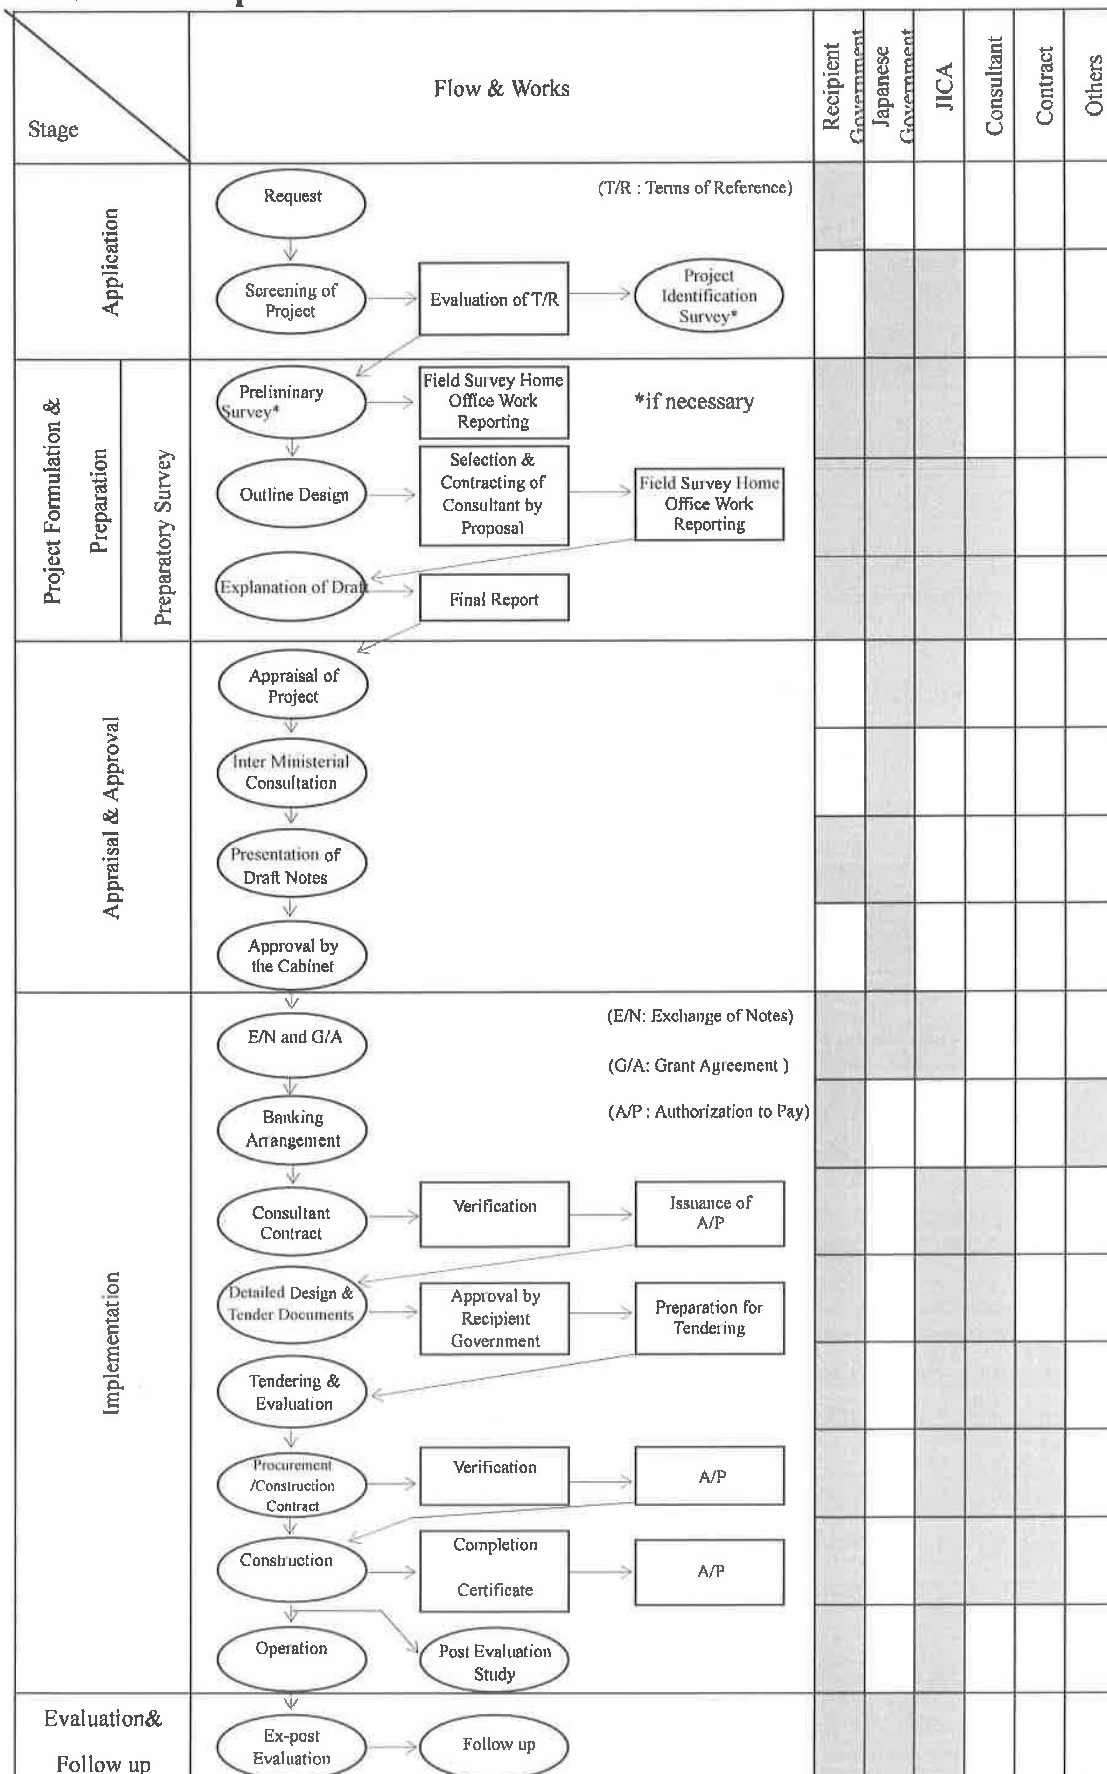 Stage
Flow & Works
Recipient
Government
Japanese
Government
JICA
Consultant
Contract
Others
Application
Request
(T/R : Terms of Reference)
Screening of
Project
Evaluation of T/R
Project
Identification
Survey*
Project Formulation &
Preparation
Preparatory Survey
Preliminary
Survey*
Field Survey Home
Office Work
Reporting
*if necessary
Outline Design
Selection &
Contracting of
Consultant by
Proposal
Field Survey Home
Office Work
Reporting
Explanation of Draft
Final Report
Appraisal & Approval
Appraisal of
Project
Inter Ministerial
Consultation
Presentation of
Draft Notes
Approval by
the Cabinet
Implementation
E/N and G/A
(E/N: Exchange of Notes)
(G/A: Grant Agreement )
(A/P : Authorization to Pay)
Banking
Arrangement
Consultant
Contract
Verification
Issuance of
A/P
Detailed Design &
Tender Documents
Approval by
Recipient
Government
Preparation for
Tendering
Tendering &
Evaluation
Procurement
/Construction
Contract
Verification
A/P
Construction
Completion
Certificate
A/P
Operation
Post Evaluation
Study
Evaluation&
Follow up
Ex-post
Evaluation
Follow up